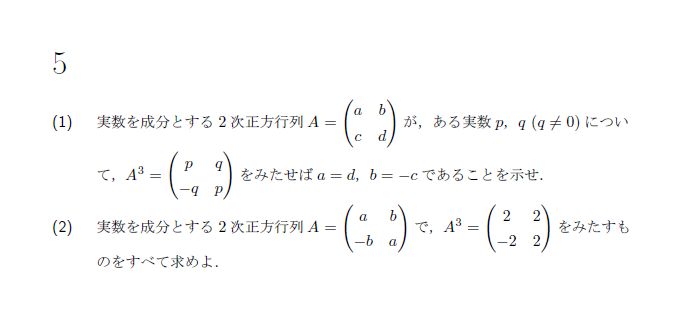 5
(1) 実数を成分とする 2 次正方行列 $A = \begin{pmatrix} a & b \\ c & d \end{pmatrix}$ が，ある実数 $p$，$q$ $(q \neq 0)$ につい
て，$A^3 = \begin{pmatrix} p & q \\ -q & p \end{pmatrix}$ をみたせば $a = d$，$b = -c$ であることを示せ．
(2) 実数を成分とする 2 次正方行列 $A = \begin{pmatrix} a & b \\ -b & a \end{pmatrix}$ で，$A^3 = \begin{pmatrix} 2 & 2 \\ -2 & 2 \end{pmatrix}$ をみたすも
のをすべて求めよ．